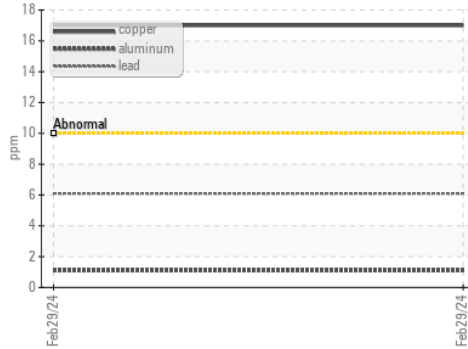 18
16
14
12
10
8
6
4
2
0
ppm
copper
aluminum
lead
Abnormal
Feb29/24
Feb29/24